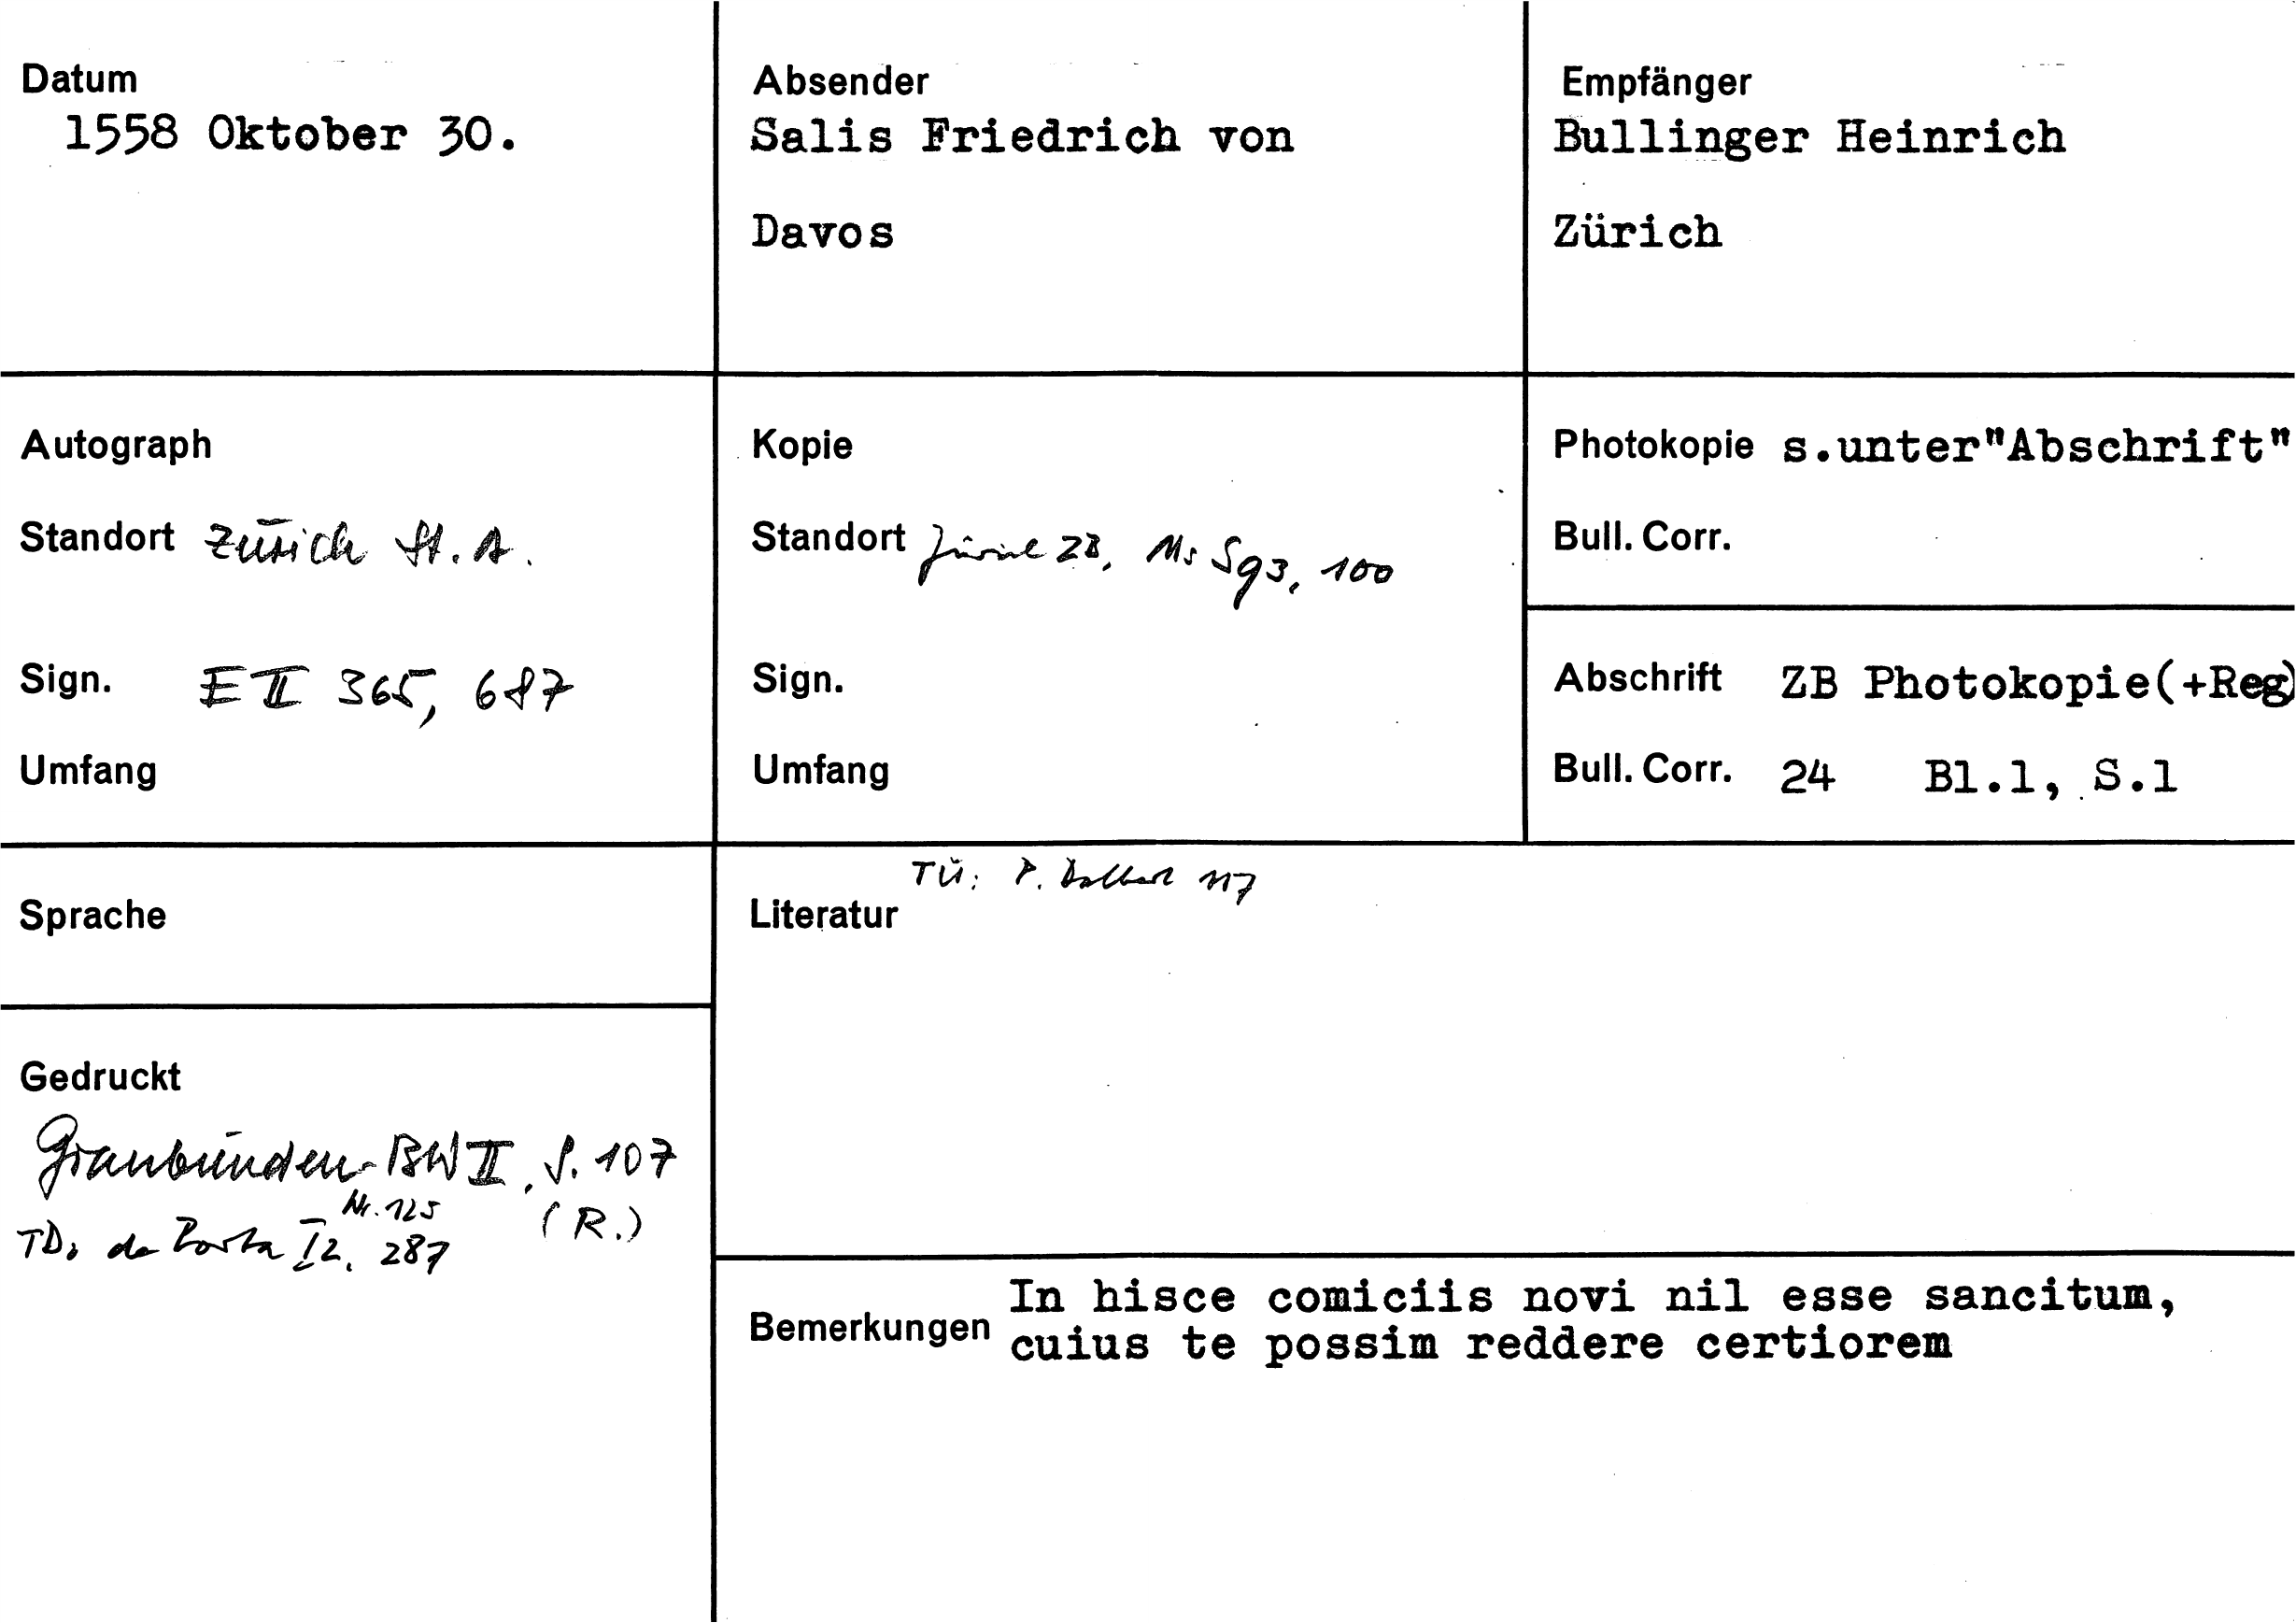 Datum
1558 Oktober 30.
Absender
Salis Friedrich von
Davos
Empfänger
Bullinger Heinrich
Zürich
Autograph
Standort Zürich St. A.
Sign. E II 365, 687
Umfang
Kopie
Standort Zürich ZB, Ms S 93, 100
Sign.
Umfang
Photokopie s.unter"Abschrift"
Bull. Corr.
Abschrift ZB Photokopie(+Reg)
Bull. Corr. 24 Bl.1, S.1
Sprache
Gedruckt
Graubünden-BW II, S. 107
Nr. 125 (R.)
TD: de Porta I2, 287
TÜ: P. 117
Literatur
Bemerkungen In hisce comiciis novi nil esse sancitum,
cuius te possim reddere certiorem